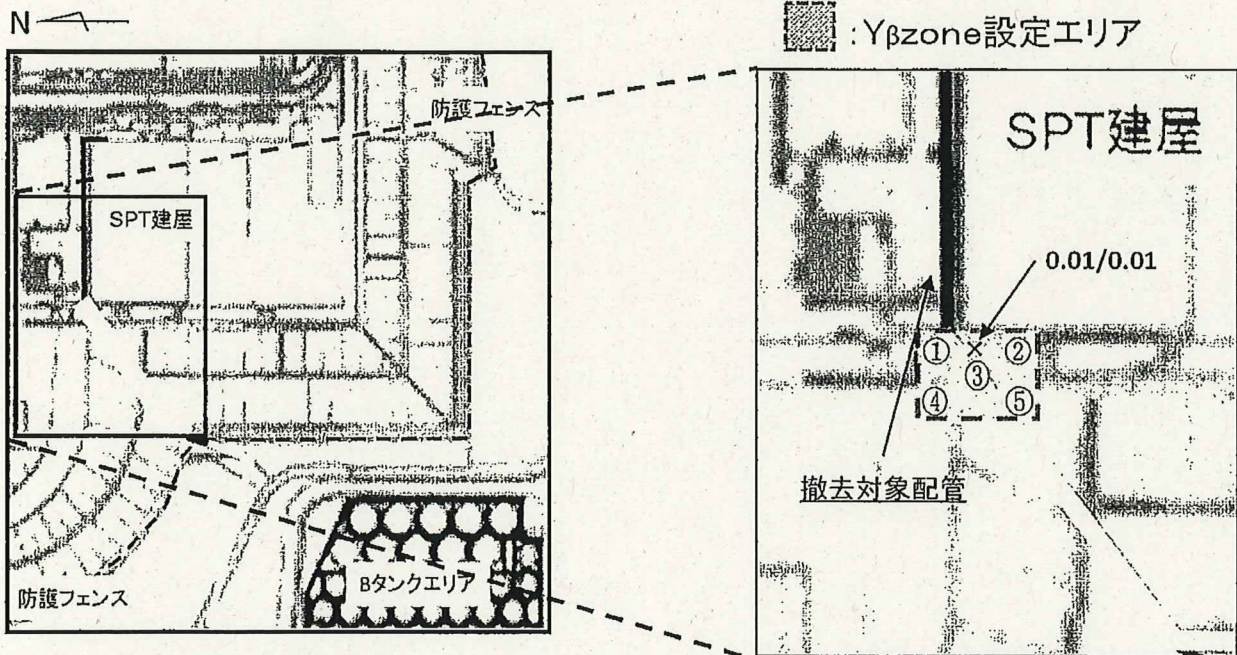 N
:Yβzone設定エリア
防護フェンス
SPT建屋
Bタンクエリア
防護フェンス
SPT建屋
0.01/0.01
①
②
③
④
⑤
撤去対象配管